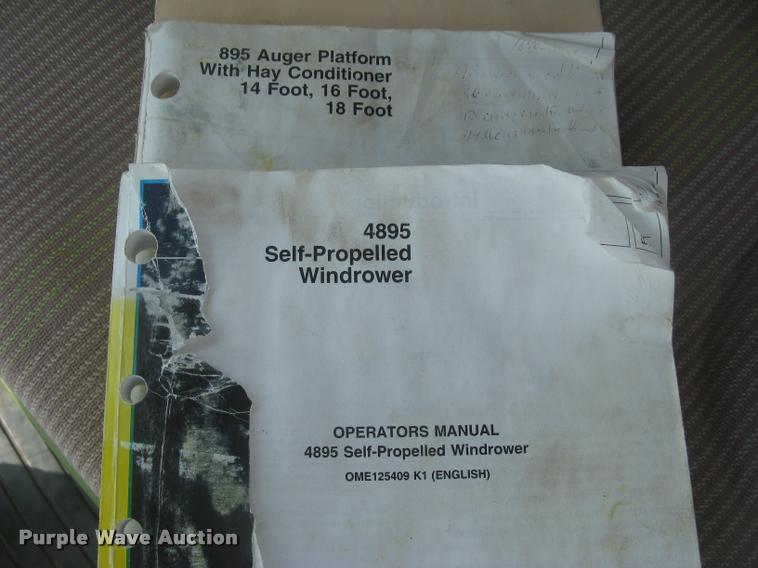 895 Auger Platform
With Hay Conditioner
14 Foot, 16 Foot,
18 Foot
Introduction
4895
Self-Propelled
Windrower
OPERATORS MANUAL
4895 Self-Propelled Windrower
OME125409 K1 (ENGLISH)
Purple Wave Auction